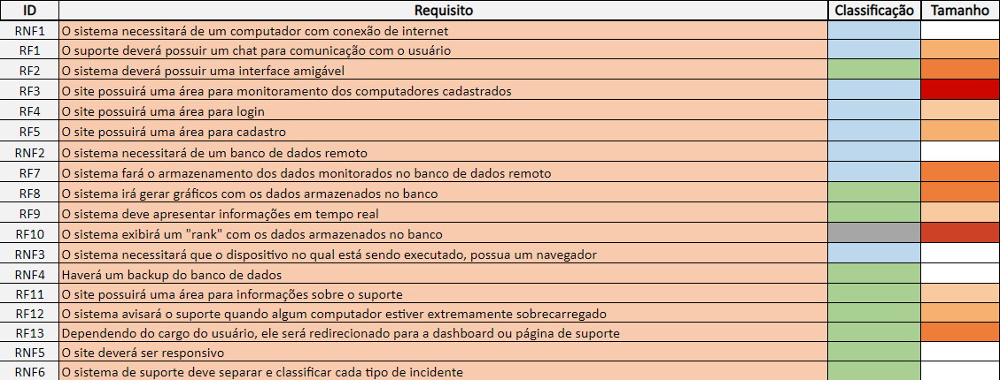 ID Requisito Classificação Tamanho
RNF1 O sistema necessitará de um computador com conexão de internet
RF1 O suporte deverá possuir um chat para comunicação com o usuário
RF2 O sistema deverá possuir uma interface amigável
RF3 O site possuirá uma área para monitoramento dos computadores cadastrados
RF4 O site possuirá uma área para login
RF5 O site possuirá uma área para cadastro
RNF2 O sistema necessitará de um banco de dados remoto
RF7 O sistema fará o armazenamento dos dados monitorados no banco de dados remoto
RF8 O sistema irá gerar gráficos com os dados armazenados no banco
RF9 O sistema deve apresentar informações em tempo real
RF10 O sistema exibirá um "rank" com os dados armazenados no banco
RNF3 O sistema necessitará que o dispositivo no qual está sendo executado, possua um navegador
RNF4 Haverá um backup do banco de dados
RF11 O site possuirá uma área para informações sobre o suporte
RF12 O sistema avisará o suporte quando algum computador estiver extremamente sobrecarregado
RF13 Dependendo do cargo do usuário, ele será redirecionado para a dashboard ou página de suporte
RNF5 O site deverá ser responsivo
RNF6 O sistema de suporte deve separar e classificar cada tipo de incidente